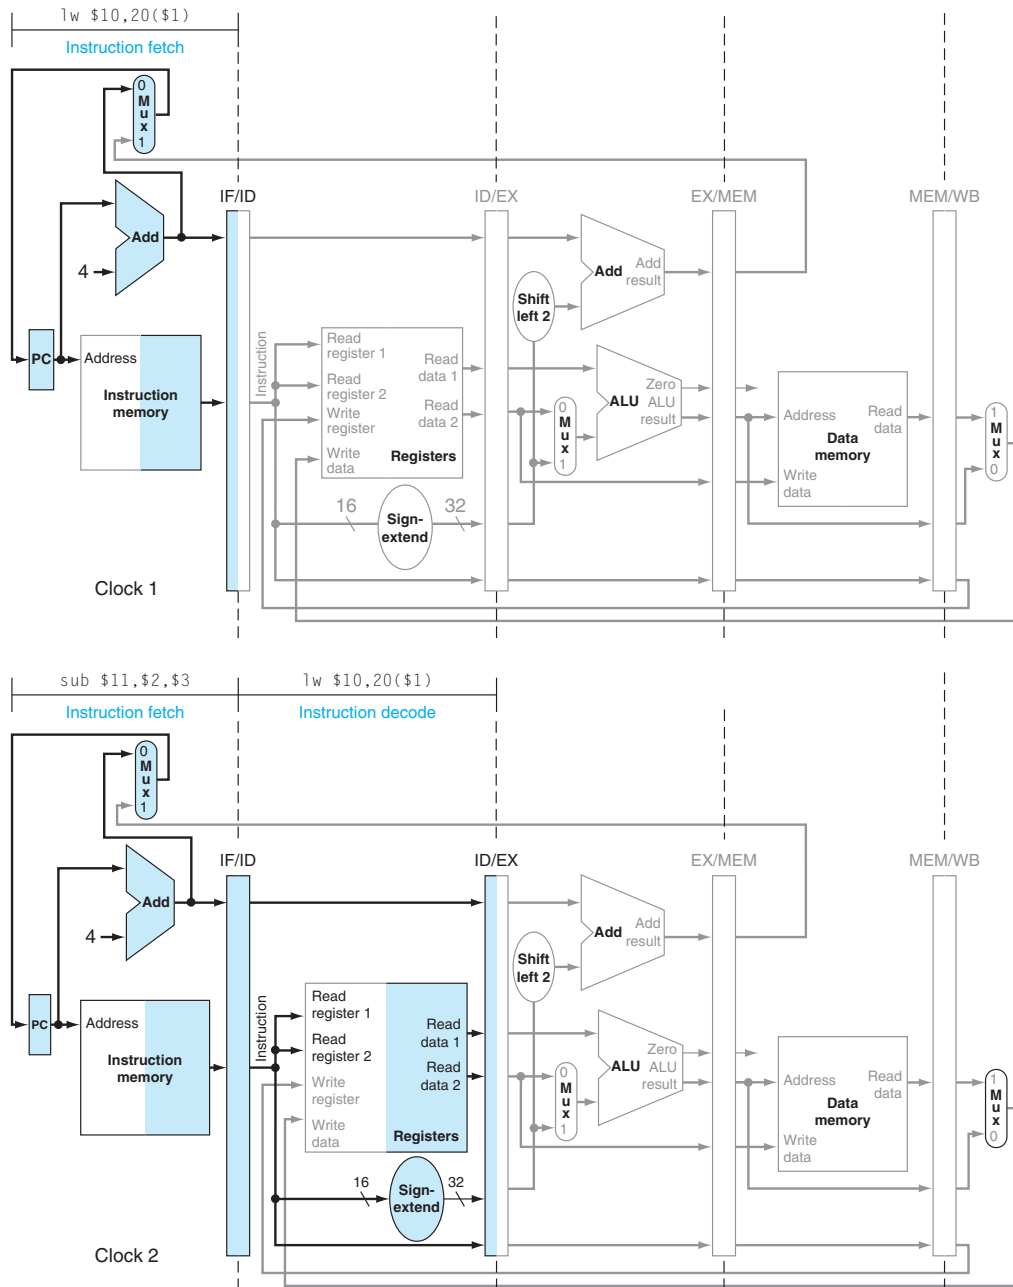 lw $10,20($1)
Instruction fetch
0
M
u
x
1
IF/ID
ID/EX
EX/MEM
MEM/WB
Add
4
Add
Add
result
Shift
left 2
PC
Address
Instruction
memory
Instruction
Read
register 1
Read
register 2
Write
register
Write
data
Read
data 1
Read
data 2
Registers
0
M
u
x
1
Zero
ALU
ALU
result
Address
Read
data
Data
memory
Write
data
1
M
u
x
0
16
Sign-
extend
32
Clock 1
sub $11,$2,$3
lw $10,20($1)
Instruction fetch
Instruction decode
0
M
u
x
1
IF/ID
ID/EX
EX/MEM
MEM/WB
Add
4
Add
Add
result
Shift
left 2
PC
Address
Instruction
memory
Instruction
Read
register 1
Read
register 2
Write
register
Write
data
Read
data 1
Read
data 2
Registers
0
M
u
x
1
Zero
ALU
ALU
result
Address
Read
data
Data
memory
Write
data
1
M
u
x
0
16
Sign-
extend
32
Clock 2